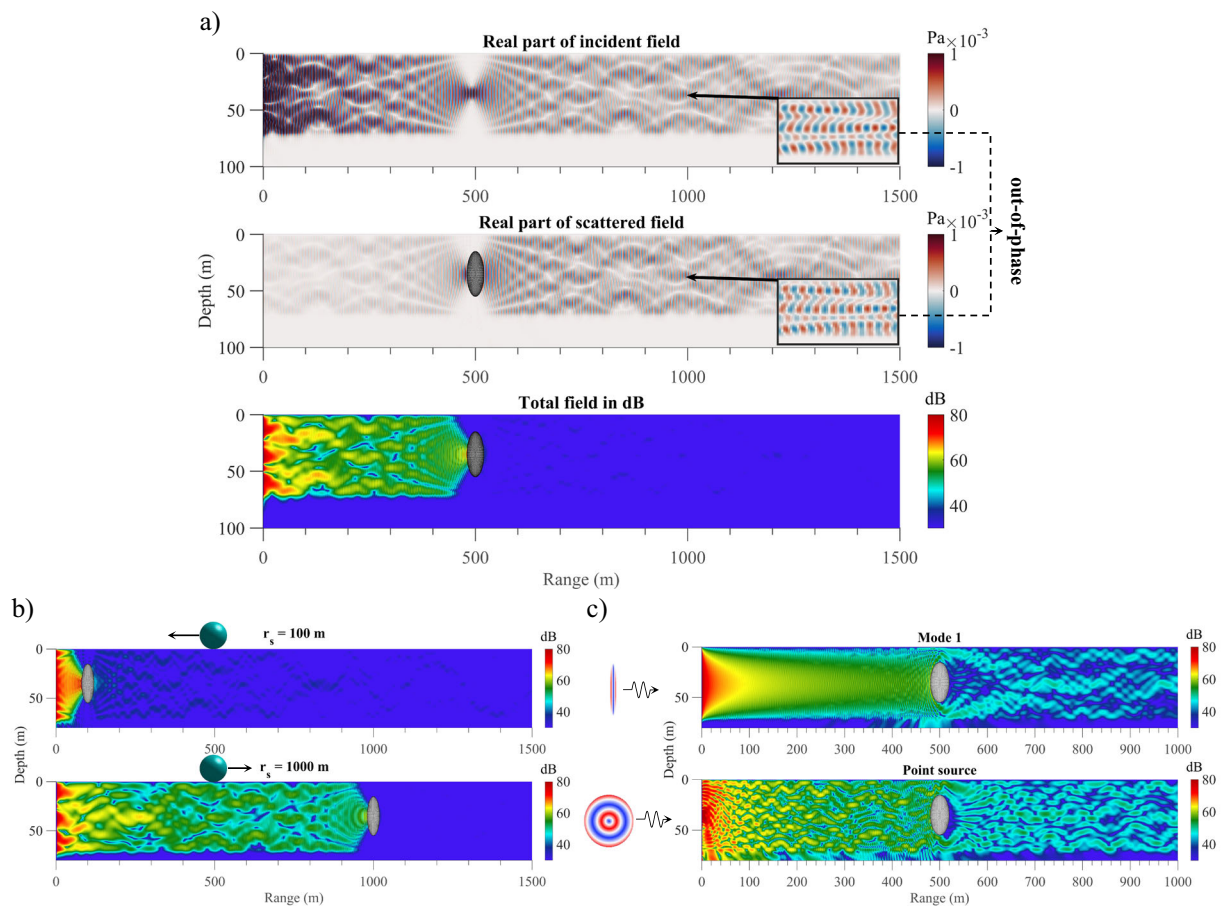 a)
Real part of incident field
Pa×10⁻³
0
50
100
1
0
-1
0
500
1000
1500
Real part of scattered field
Pa×10⁻³
0
50
100
1
0
-1
0
500
1000
1500
out-of-phase
Depth (m)
Total field in dB
dB
0
50
100
80
60
40
0
500
1000
1500
Range (m)
b)
r_s = 100 m
dB
0
50
80
60
40
0
500
1000
1500
r_s = 1000 m
dB
0
50
80
60
40
0
500
1000
1500
Depth (m)
Range (m)
c)
Mode 1
dB
0
50
80
60
40
0 100 200 300 400 500 600 700 800 900 1000
Point source
dB
0
50
80
60
40
0 100 200 300 400 500 600 700 800 900 1000
Depth (m)
Range (m)